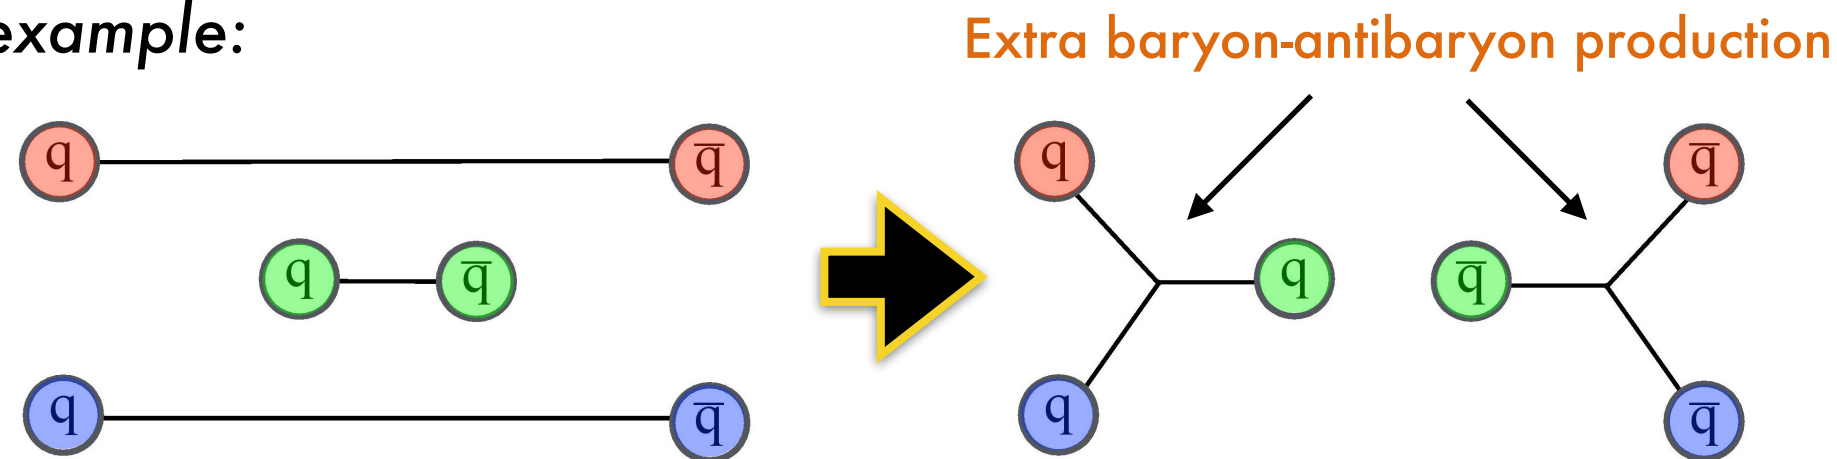 example:
Extra baryon-antibaryon production
q q̅ q q̅
q q̅ q q̅
q q̅ q q̅